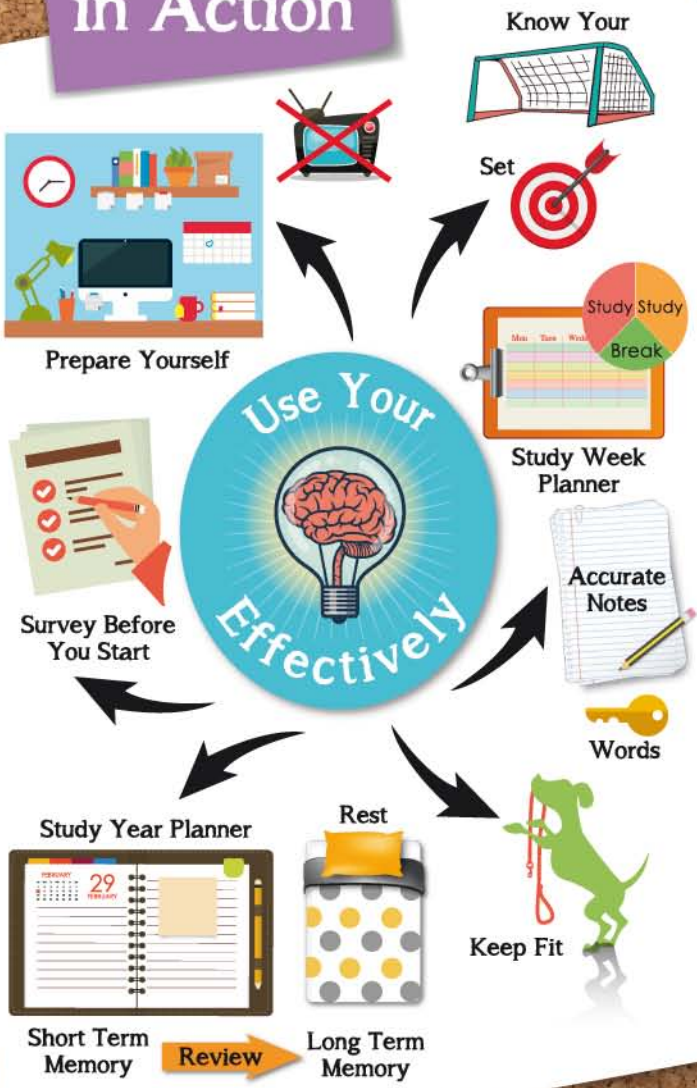 in Action
Know Your
Set
Prepare Yourself
Study Study
Break
Mon Tues
Study Week
Planner
Use Your
Effectively
Accurate
Notes
Words
Survey Before
You Start
Keep Fit
Study Year Planner
Rest
FEBRUARY
29
FEBRUARY
Short Term
Memory
Review
Long Term
Memory